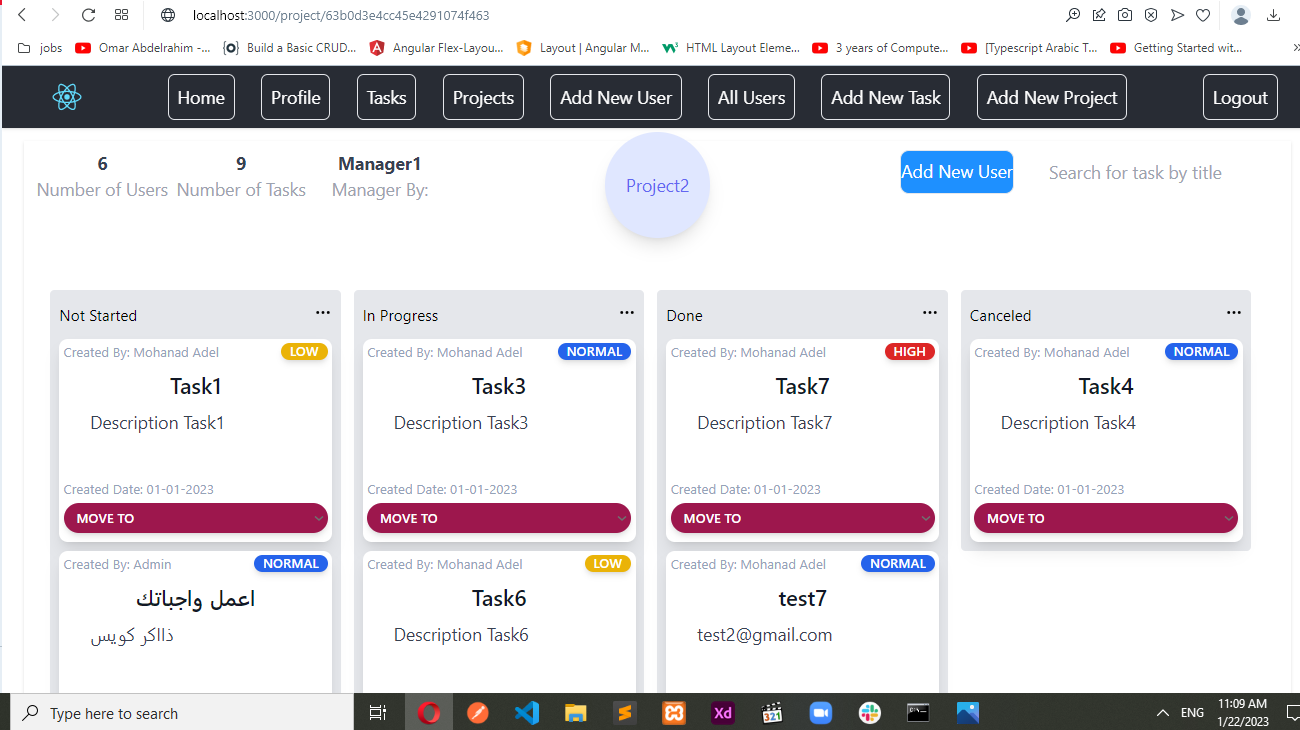 localhost:3000/project/63b0d3e4cc45e4291074f463
jobs Omar Abdelrahim -... Build a Basic CRUD... Angular Flex-Layou... Layout | Angular M... HTML Layout Eleme... 3 years of Compute... [Typescript Arabic T... Getting Started wit...
Home Profile Tasks Projects Add New User All Users Add New Task Add New Project Logout
6 9 Manager1
Number of Users Number of Tasks Manager By:
Project2
Add New User
Search for task by title
Not Started
Created By: Mohanad Adel LOW
Task1
Description Task1
Created Date: 01-01-2023
MOVE TO
Created By: Admin NORMAL
اعمل واجباتك
ذااكر كويس
In Progress
Created By: Mohanad Adel NORMAL
Task3
Description Task3
Created Date: 01-01-2023
MOVE TO
Created By: Mohanad Adel LOW
Task6
Description Task6
Done
Created By: Mohanad Adel HIGH
Task7
Description Task7
Created Date: 01-01-2023
MOVE TO
Created By: Mohanad Adel NORMAL
test7
test2@gmail.com
Canceled
Created By: Mohanad Adel NORMAL
Task4
Description Task4
Created Date: 01-01-2023
MOVE TO
Type here to search
Xd
321
ENG
11:09 AM
1/22/2023